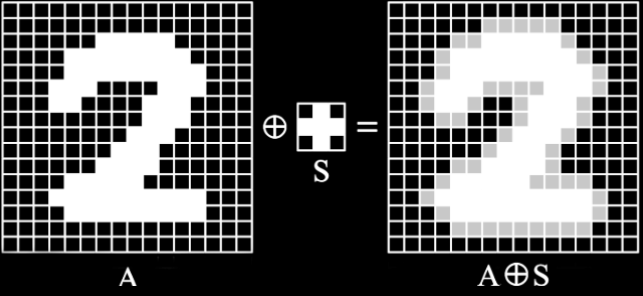 ⊕ =
S
A A⊕S